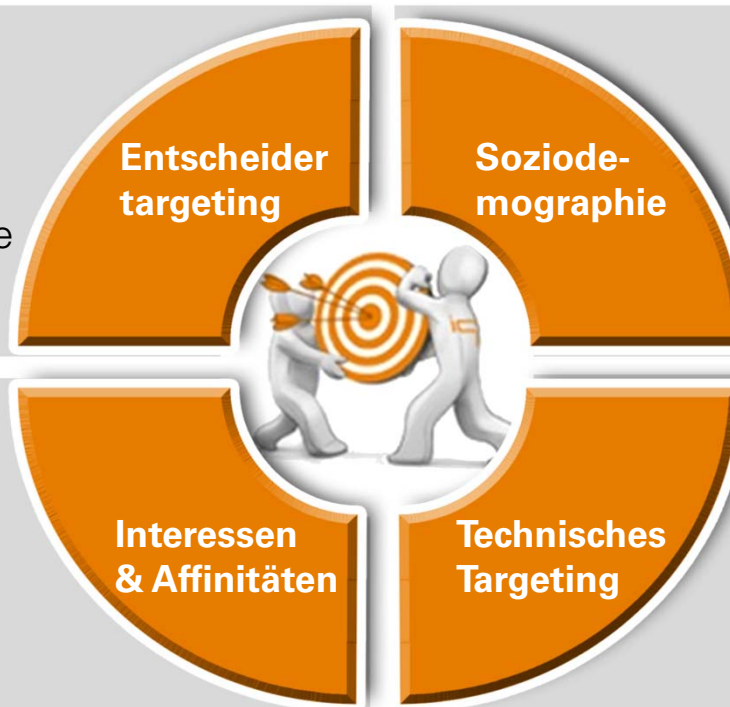 Entscheider
targeting
Soziode-
mographie
e
Interessen
& Affinitäten
Technisches
Targeting